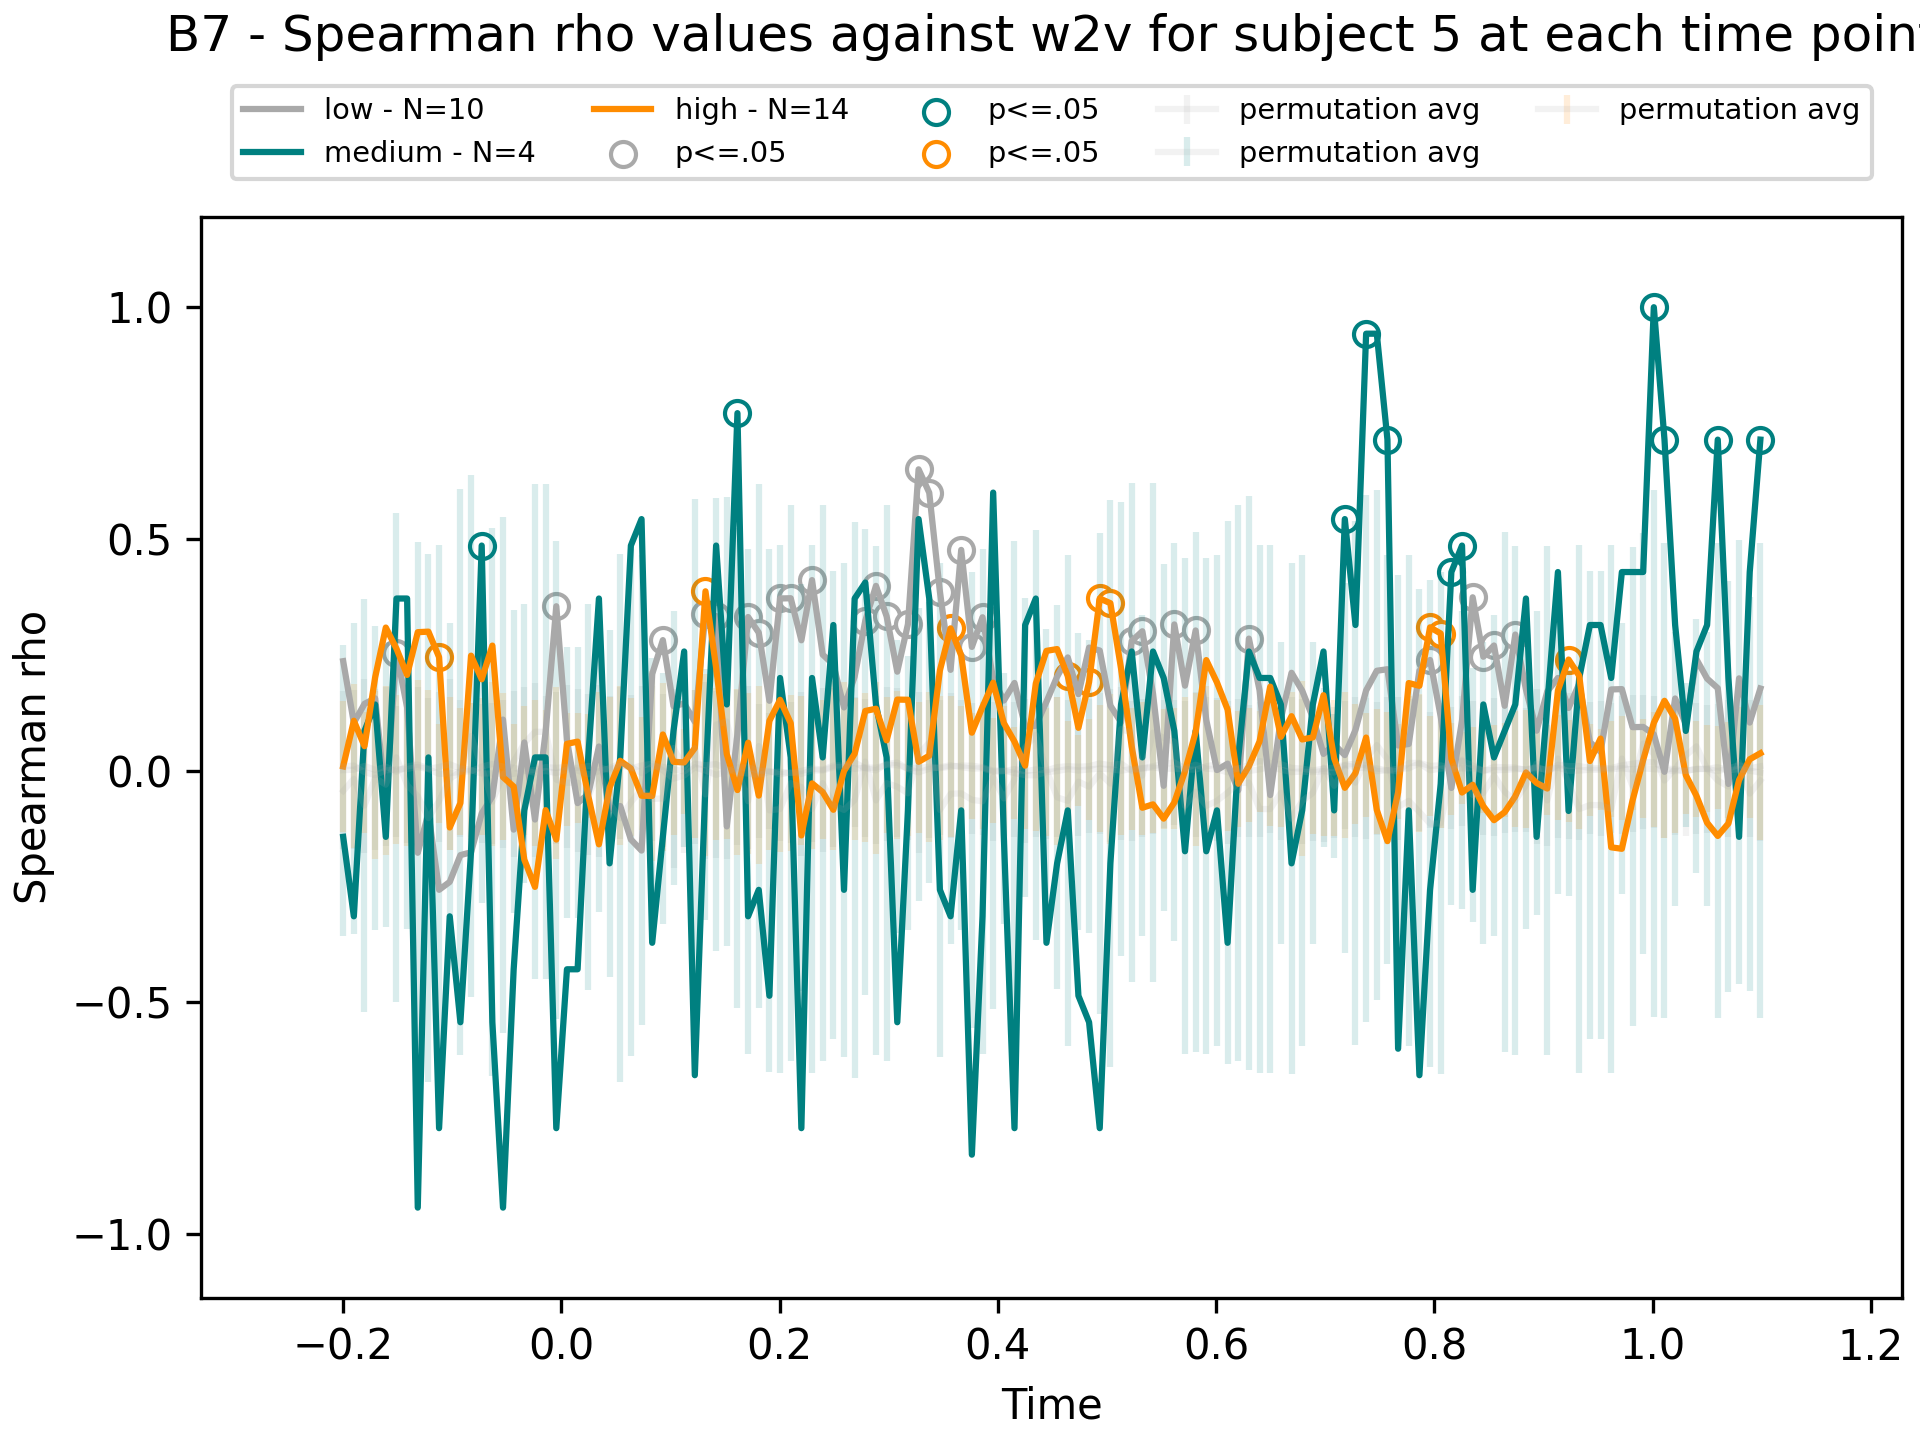 B7 - Spearman rho values against w2v for subject 5 at each time poin
low - N=10
medium - N=4
high - N=14
p<=.05
p<=.05
p<=.05
permutation avg
permutation avg
permutation avg
Spearman rho
1.0
0.5
0.0
−0.5
−1.0
−0.2
0.0
0.2
0.4
0.6
0.8
1.0
1.2
Time